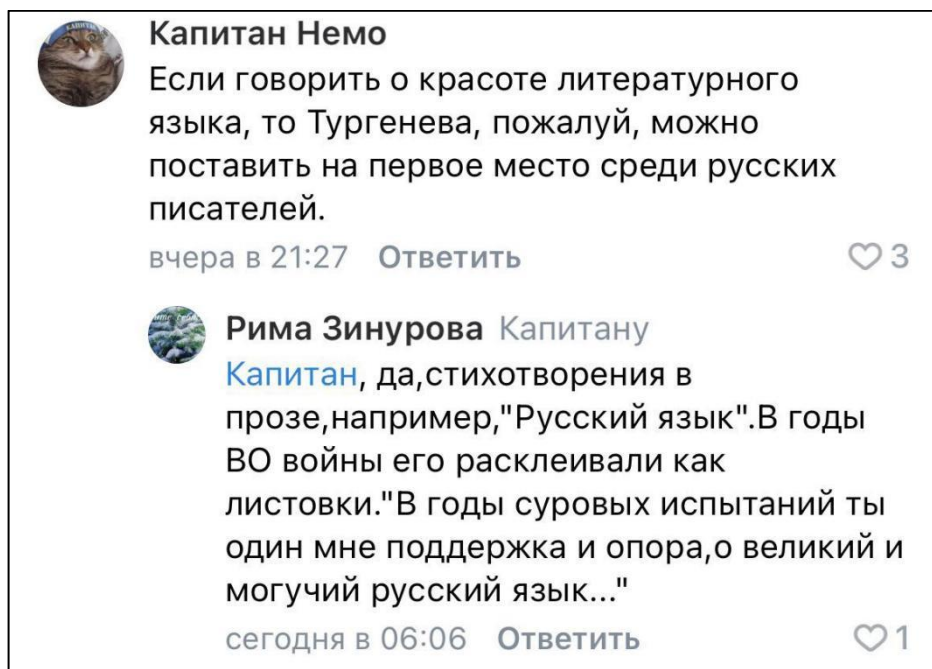 Капитан Немо
Если говорить о красоте литературного
языка, то Тургенева, пожалуй, можно
поставить на первое место среди русских
писателей.
вчера в 21:27 Ответить 3
Рима Зинурова Капитану
Капитан, да,стихотворения в
прозе,например,"Русский язык".В годы
ВО войны его расклеивали как
листовки."В годы суровых испытаний ты
один мне поддержка и опора,о великий и
могучий русский язык..."
сегодня в 06:06 Ответить 1